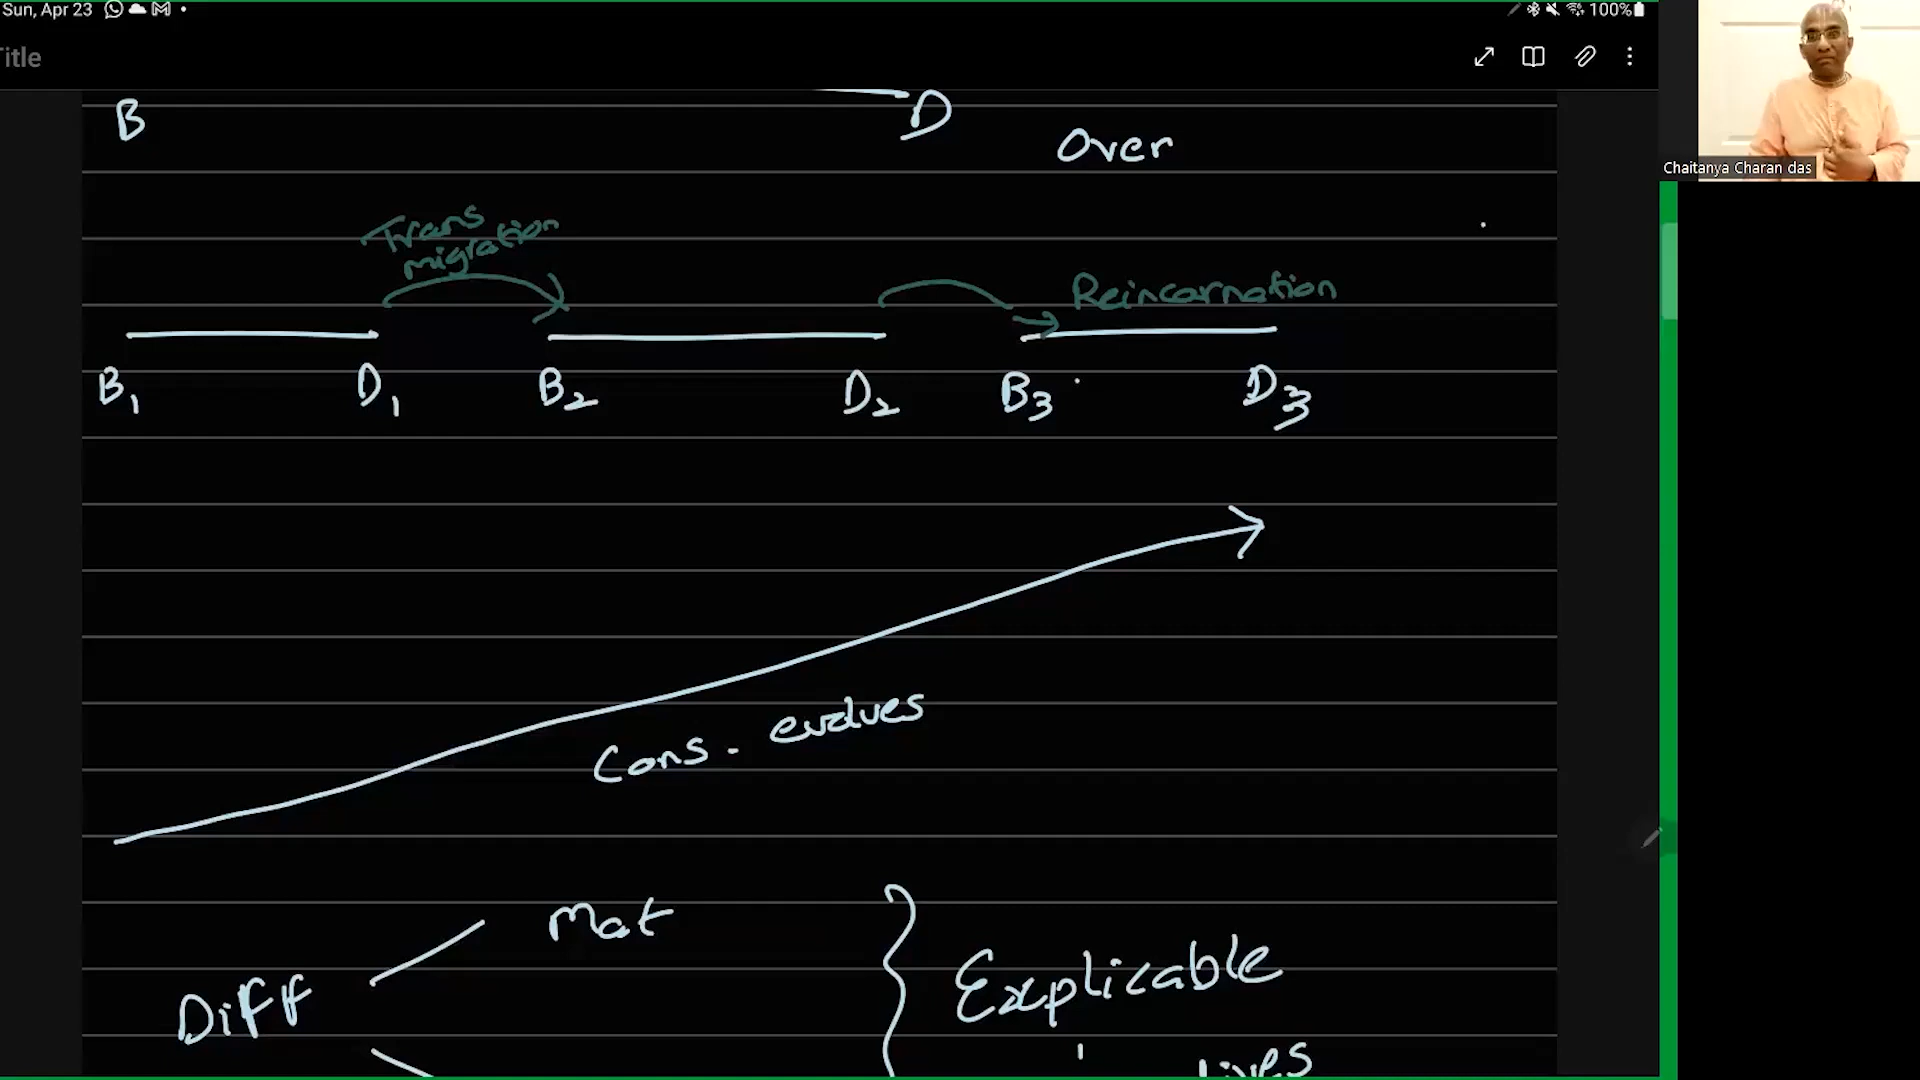 Sun, Apr 23
100%
Title
B D
Over
Trans
migration
Reincarnation
B1 D1 B2 D2 B3 D3
Cons. evolves
Mat
Diff
Explicable
lives
Chaitanya Charan das